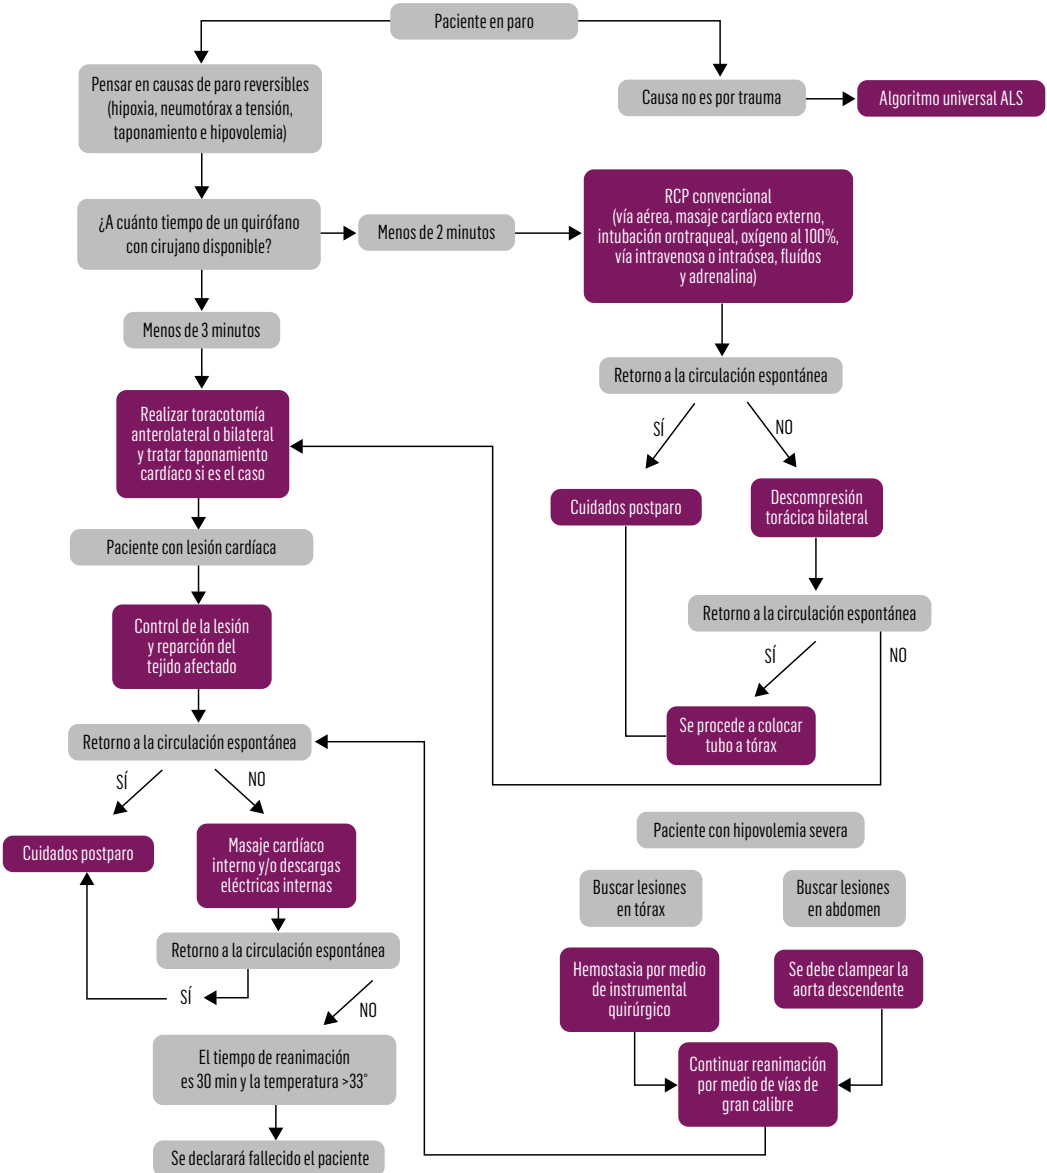 Paciente en paro
Pensar en causas de paro reversibles
(hipoxia, neumotórax a tensión,
taponamiento e hipovolemia)
Causa no es por trauma
Algoritmo universal ALS
¿A cuánto tiempo de un quirófano
con cirujano disponible?
Menos de 2 minutos
RCP convencional
(vía aérea, masaje cardíaco externo,
intubación orotraqueal, oxígeno al 100%,
vía intravenosa o intraósea, fluídos
y adrenalina)
Menos de 3 minutos
Retorno a la circulación espontánea
SÍ
NO
Realizar toracotomía
anterolateral o bilateral
y tratar taponamiento
cardíaco si es el caso
Cuidados postparo
Descompresión
torácica bilateral
Paciente con lesión cardíaca
Retorno a la circulación espontánea
SÍ
NO
Control de la lesión
y reparción del
tejido afectado
Se procede a colocar
tubo a tórax
Retorno a la circulación espontánea
SÍ
NO
Cuidados postparo
Masaje cardíaco
interno y/o descargas
eléctricas internas
Retorno a la circulación espontánea
SÍ
NO
El tiempo de reanimación
es 30 min y la temperatura >33°
Se declarará fallecido el paciente
Paciente con hipovolemia severa
Buscar lesiones
en tórax
Buscar lesiones
en abdomen
Hemostasia por medio
de instrumental
quirúrgico
Se debe clampear la
aorta descendente
Continuar reanimación
por medio de vías de
gran calibre